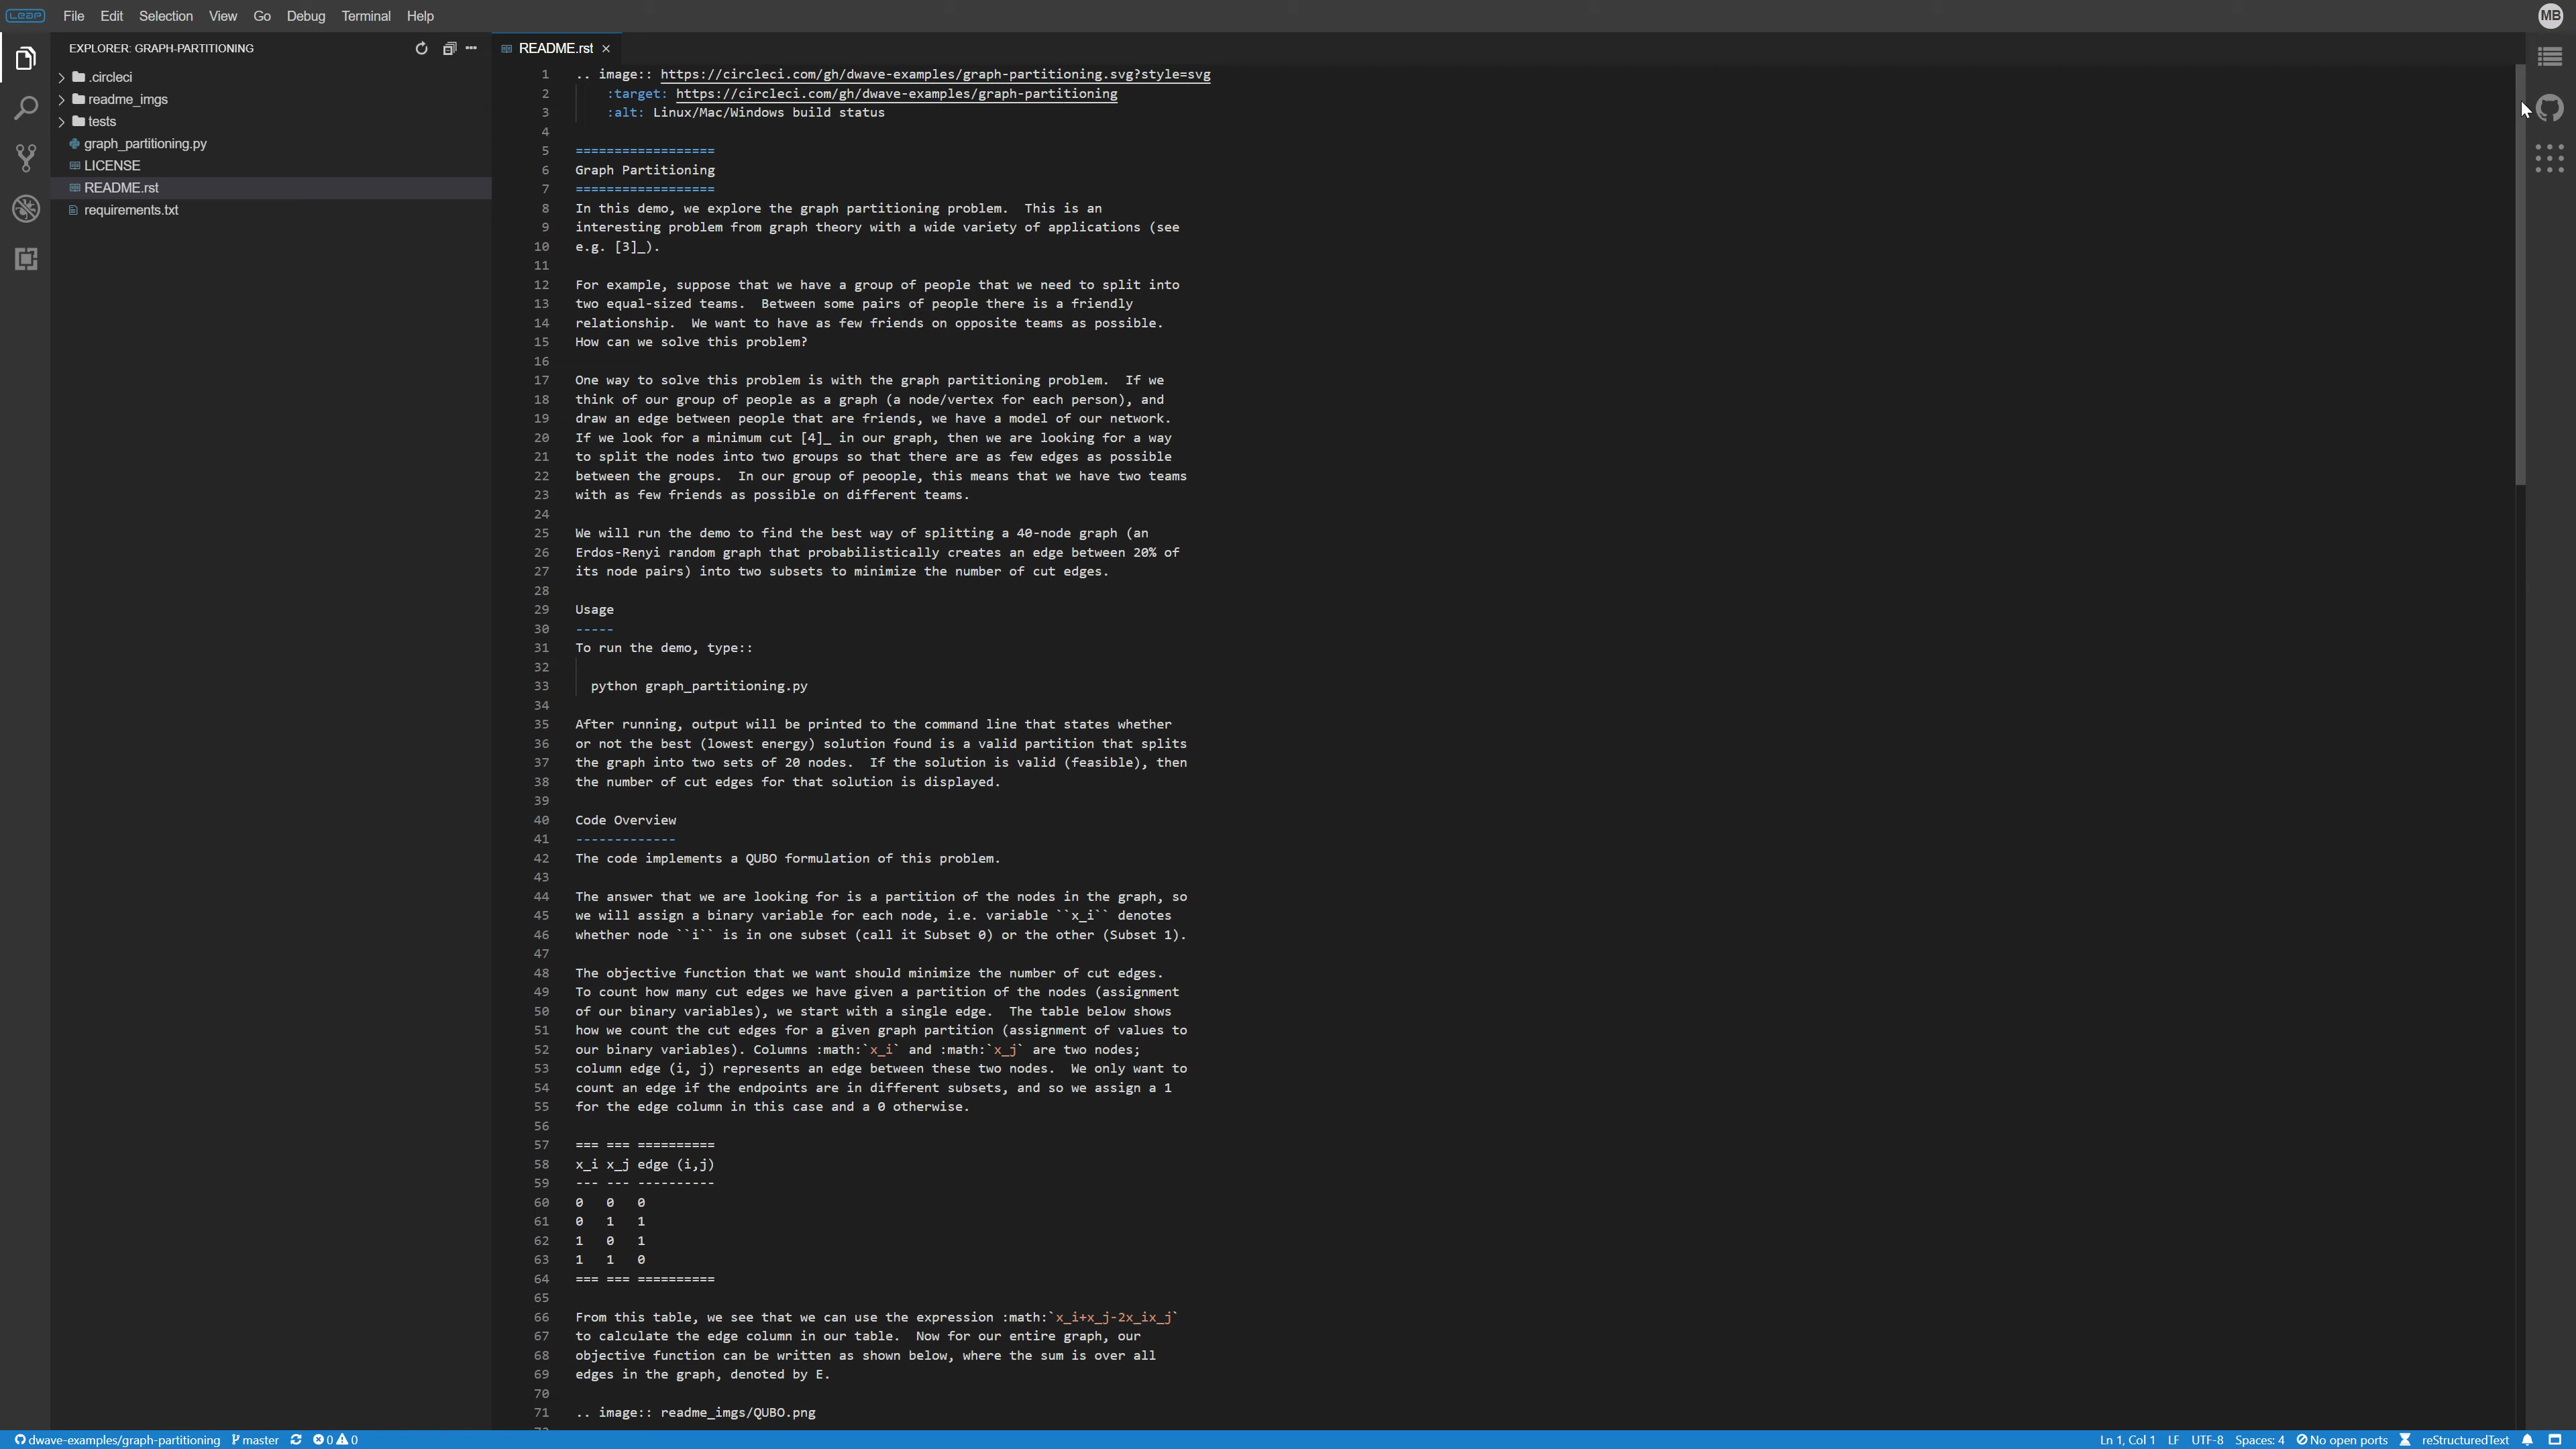 LEAP File Edit Selection View Go Debug Terminal Help MB
EXPLORER: GRAPH-PARTITIONING
.circleci
readme_imgs
tests
graph_partitioning.py
LICENSE
README.rst
requirements.txt
README.rst
1 .. image:: https://circleci.com/gh/dwave-examples/graph-partitioning.svg?style=svg
2 :target: https://circleci.com/gh/dwave-examples/graph-partitioning
3 :alt: Linux/Mac/Windows build status
4
5 ==================
6 Graph Partitioning
7 ==================
8 In this demo, we explore the graph partitioning problem. This is an
9 interesting problem from graph theory with a wide variety of applications (see
10 e.g. [3]_).
11
12 For example, suppose that we have a group of people that we need to split into
13 two equal-sized teams. Between some pairs of people there is a friendly
14 relationship. We want to have as few friends on opposite teams as possible.
15 How can we solve this problem?
16
17 One way to solve this problem is with the graph partitioning problem. If we
18 think of our group of people as a graph (a node/vertex for each person), and
19 draw an edge between people that are friends, we have a model of our network.
20 If we look for a minimum cut [4]_ in our graph, then we are looking for a way
21 to split the nodes into two groups so that there are as few edges as possible
22 between the groups. In our group of peoople, this means that we have two teams
23 with as few friends as possible on different teams.
24
25 We will run the demo to find the best way of splitting a 40-node graph (an
26 Erdos-Renyi random graph that probabilistically creates an edge between 20% of
27 its node pairs) into two subsets to minimize the number of cut edges.
28
29 Usage
30 -----
31 To run the demo, type::
32
33 python graph_partitioning.py
34
35 After running, output will be printed to the command line that states whether
36 or not the best (lowest energy) solution found is a valid partition that splits
37 the graph into two sets of 20 nodes. If the solution is valid (feasible), then
38 the number of cut edges for that solution is displayed.
39
40 Code Overview
41 -------------
42 The code implements a QUBO formulation of this problem.
43
44 The answer that we are looking for is a partition of the nodes in the graph, so
45 we will assign a binary variable for each node, i.e. variable ``x_i`` denotes
46 whether node ``i`` is in one subset (call it Subset 0) or the other (Subset 1).
47
48 The objective function that we want should minimize the number of cut edges.
49 To count how many cut edges we have given a partition of the nodes (assignment
50 of our binary variables), we start with a single edge. The table below shows
51 how we count the cut edges for a given graph partition (assignment of values to
52 our binary variables). Columns :math:`x_i` and :math:`x_j` are two nodes;
53 column edge (i, j) represents an edge between these two nodes. We only want to
54 count an edge if the endpoints are in different subsets, and so we assign a 1
55 for the edge column in this case and a 0 otherwise.
56
57 === === ==========
58 x_i x_j edge (i,j)
59 --- --- ----------
60 0 0 0
61 0 1 1
62 1 0 1
63 1 1 0
64 === === ==========
65
66 From this table, we see that we can use the expression :math:`x_i+x_j-2x_ix_j`
67 to calculate the edge column in our table. Now for our entire graph, our
68 objective function can be written as shown below, where the sum is over all
69 edges in the graph, denoted by E.
70
71 .. image:: readme_imgs/QUBO.png
dwave-examples/graph-partitioning master 0 0 Ln 1, Col 1 LF UTF-8 Spaces: 4 No open ports reStructuredText